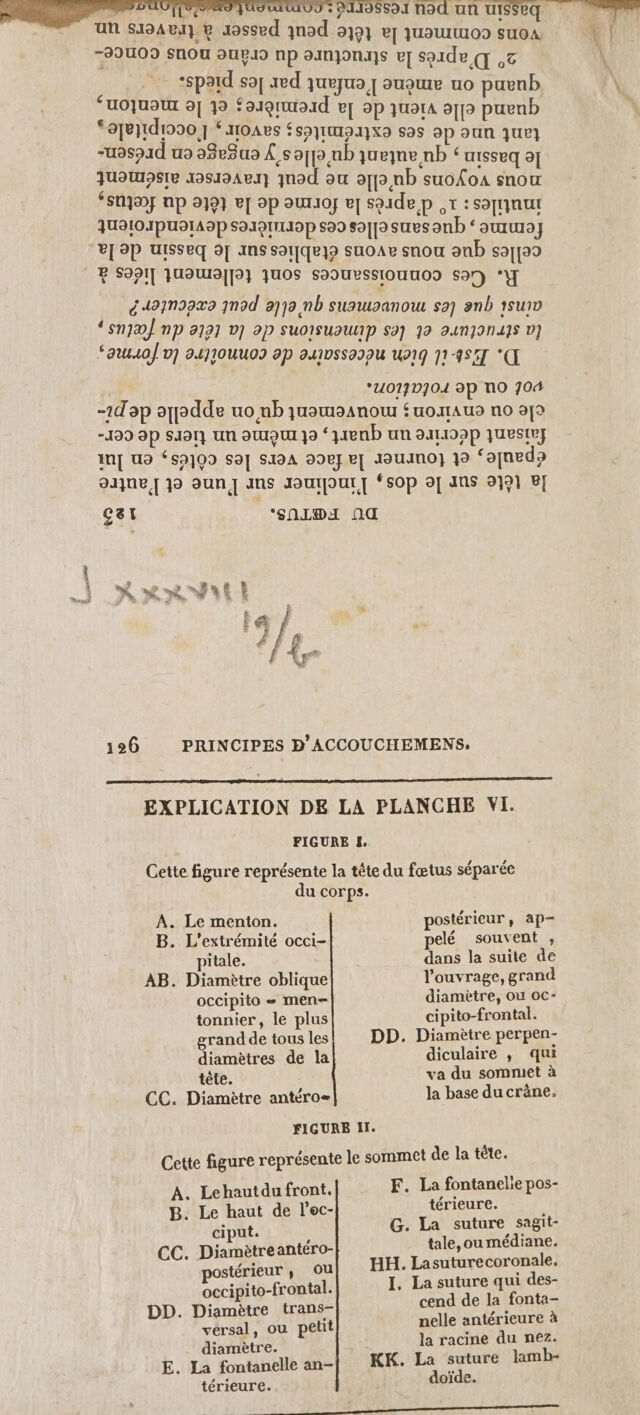 DU FŒTUS. 123
la tête sur le dos, l'incliner sur l'une et l'autre
épaule, et tourner la face vers les côtés, en lui
faisant décrire un quart, et même un tiers de cer-
cle ou environ; mouvement qu'on appelle de pi-
vot ou de rotation.
D. Est-il bien nécessaire de connoître la forme,
la structure et les dimensions de la tête du fœtus,
ainsi que les mouvemens qu'elle peut exécuter?
R. Ces connoissances sont tellement liées à
celles que nous avons établies sur le bassin de la
femme, que sans elles ces dernières deviendroient
inutiles: 1° d'après la forme de la tête du fœtus,
nous voyons qu'elle ne peut traverser aisément
le bassin, qu'autant qu'elle s'y engage en présen-
tant une de ses extrémités; savoir, l'occipitale,
quand elle vient de la première; et le menton,
quand on amène l'enfant par les pieds.
2° D'après la structure du crâne nous conce-
vons comment la tête peut passer à travers un
bassin un peu resserré: comment
J xxxviii
19/b
126 PRINCIPES D'ACCOUCHEMENS.
EXPLICATION DE LA PLANCHE VI.
FIGURE I.
Cette figure représente la tête du fœtus séparée
du corps.
A. Le menton.
B. L'extrémité occi-
pitale.
AB. Diamètre oblique
occipito-men-
tonnier, le plus
grand de tous les
diamètres de la
tête.
CC. Diamètre antéro-
postérieur, ap-
pelé souvent,
dans la suite de
l'ouvrage, grand
diamètre, ou oc-
cipito-frontal.
DD. Diamètre perpen-
diculaire, qui
va du sommet à
la base du crâne.
FIGURE II.
Cette figure représente le sommet de la tête.
A. Le haut du front.
B. Le haut de l'oc-
ciput.
CC. Diamètre antéro-
postérieur, ou
occipito-frontal.
DD. Diamètre trans-
versal, ou petit
diamètre.
E. La fontanelle an-
térieure.
F. La fontanelle pos-
térieure.
G. La suture sagit-
tale, ou médiane.
HH. La suture coronale.
I. La suture qui des-
cend de la fonta-
nelle antérieure à
la racine du nez.
KK. La suture lamb-
doïde.